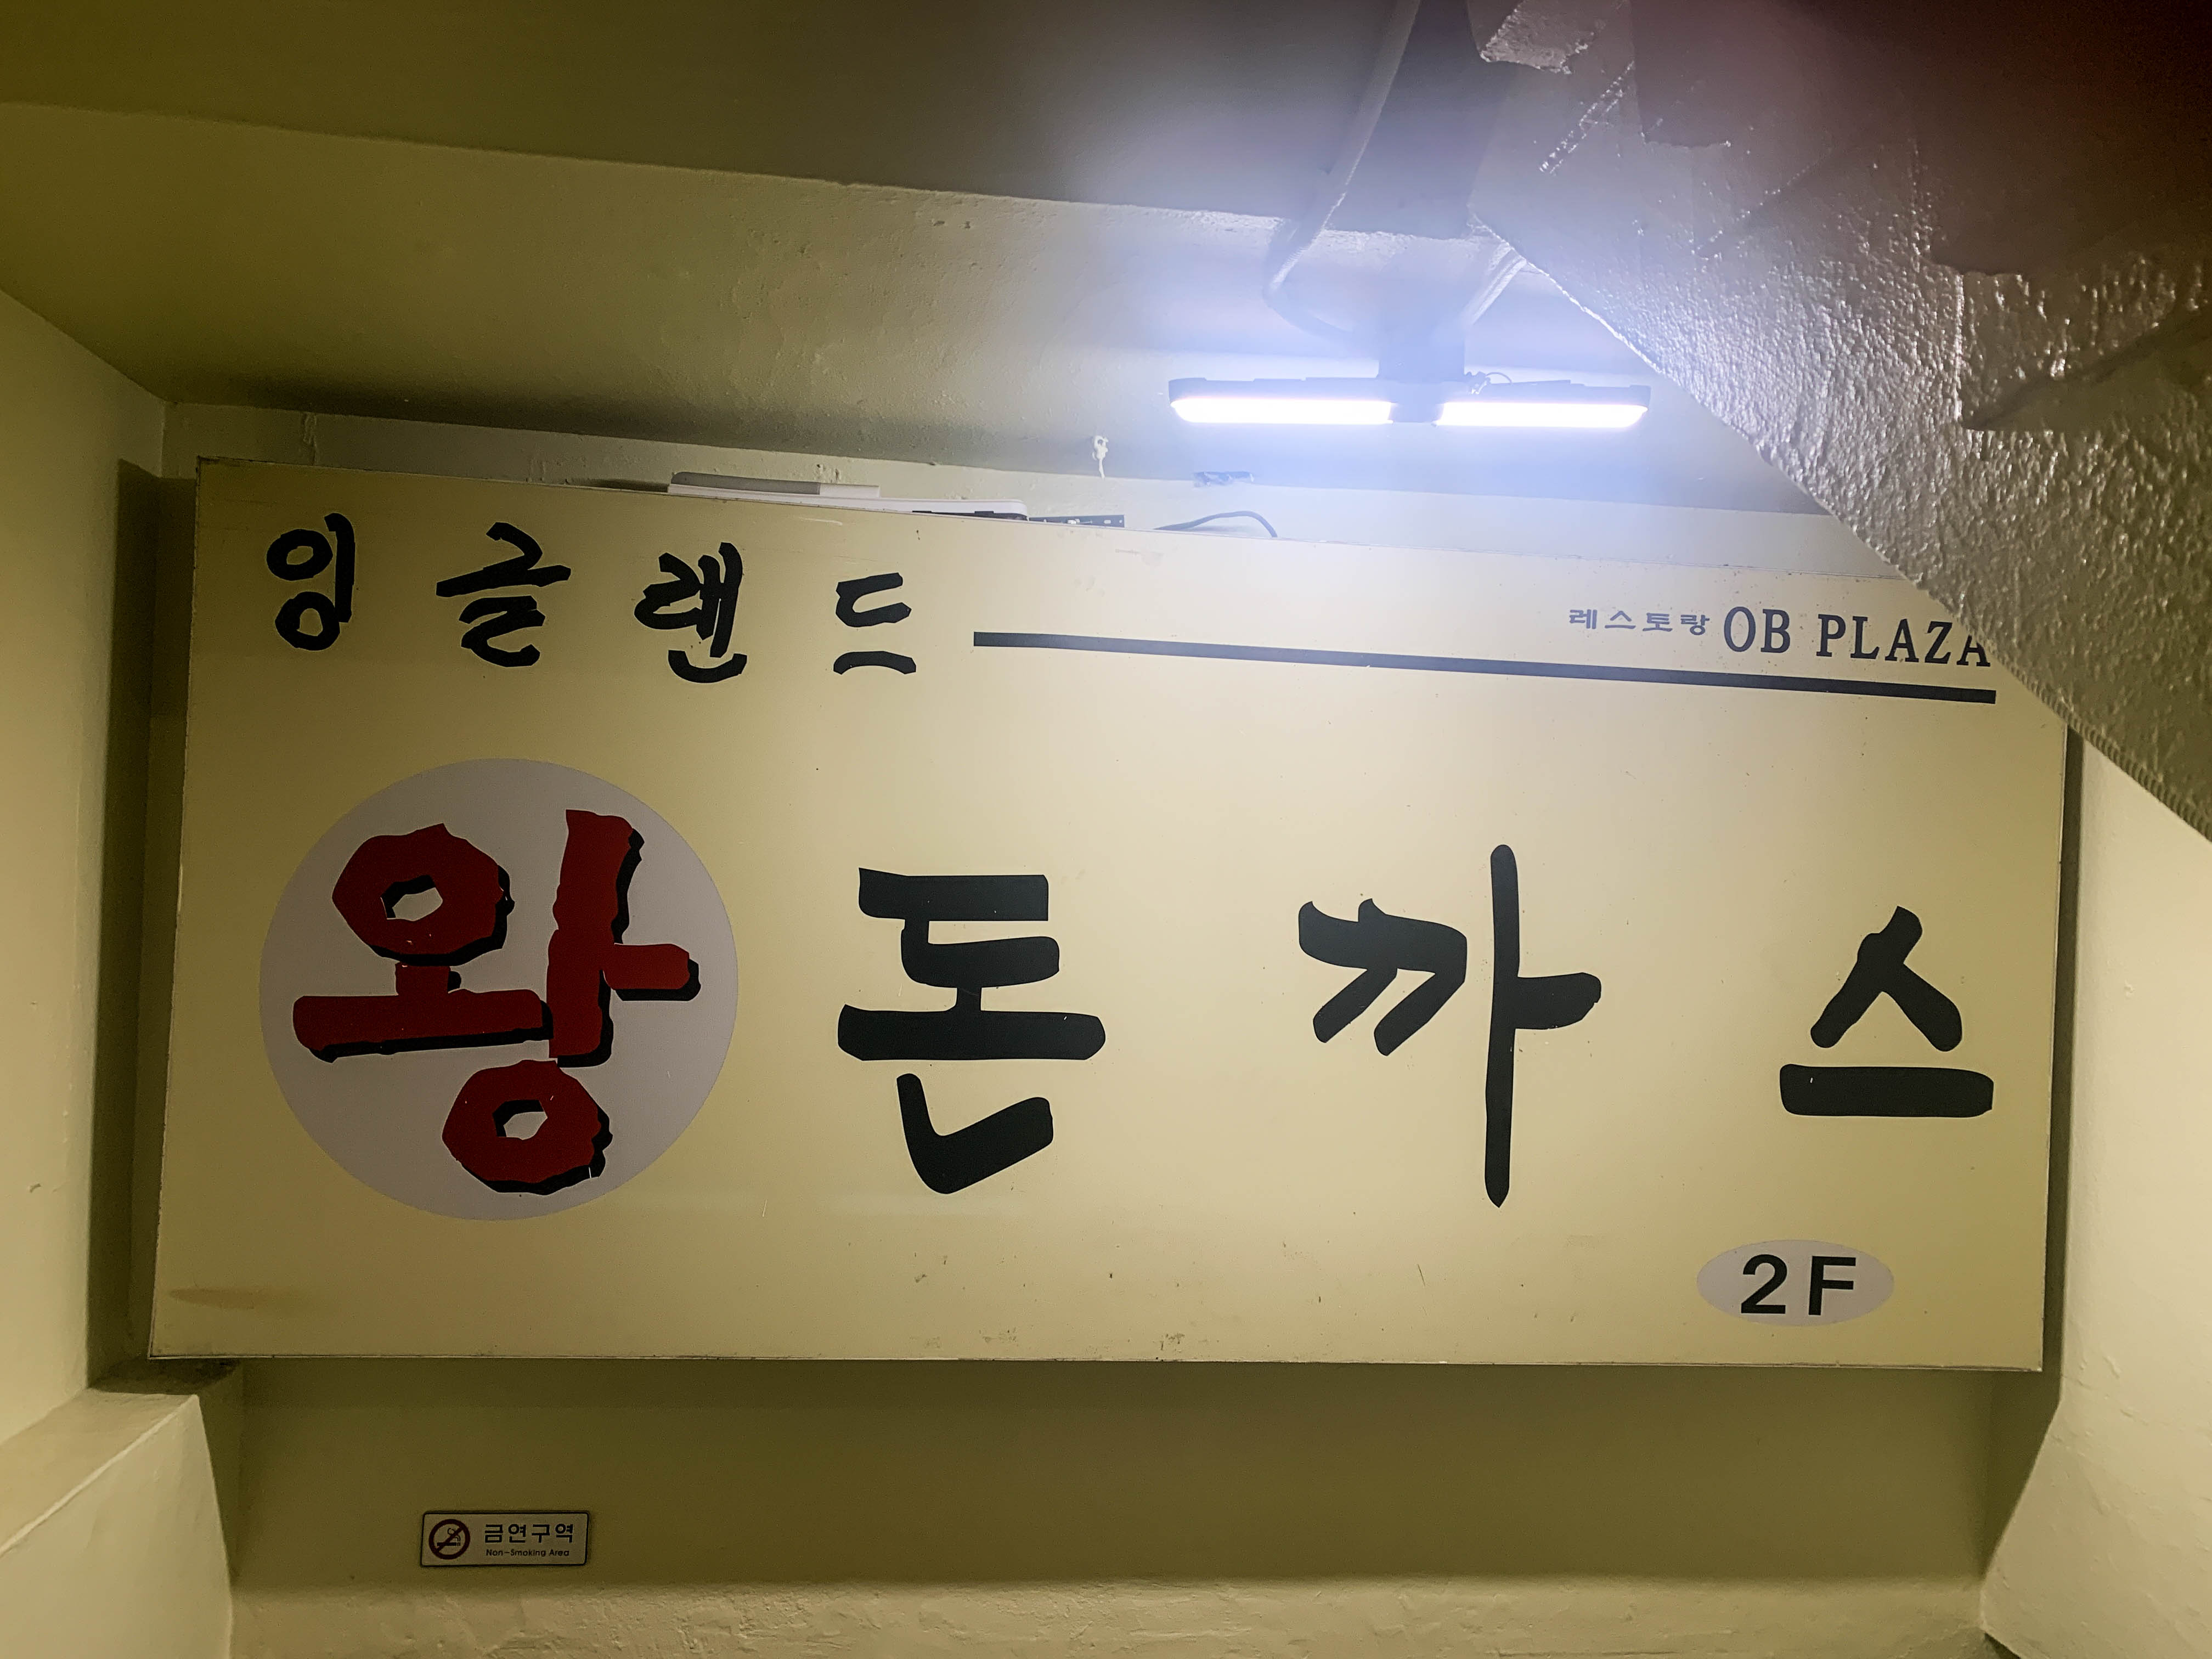 잉글랜드
레스토랑 OB PLAZA
왕돈까스
2F
금연구역
Non-Smoking Area